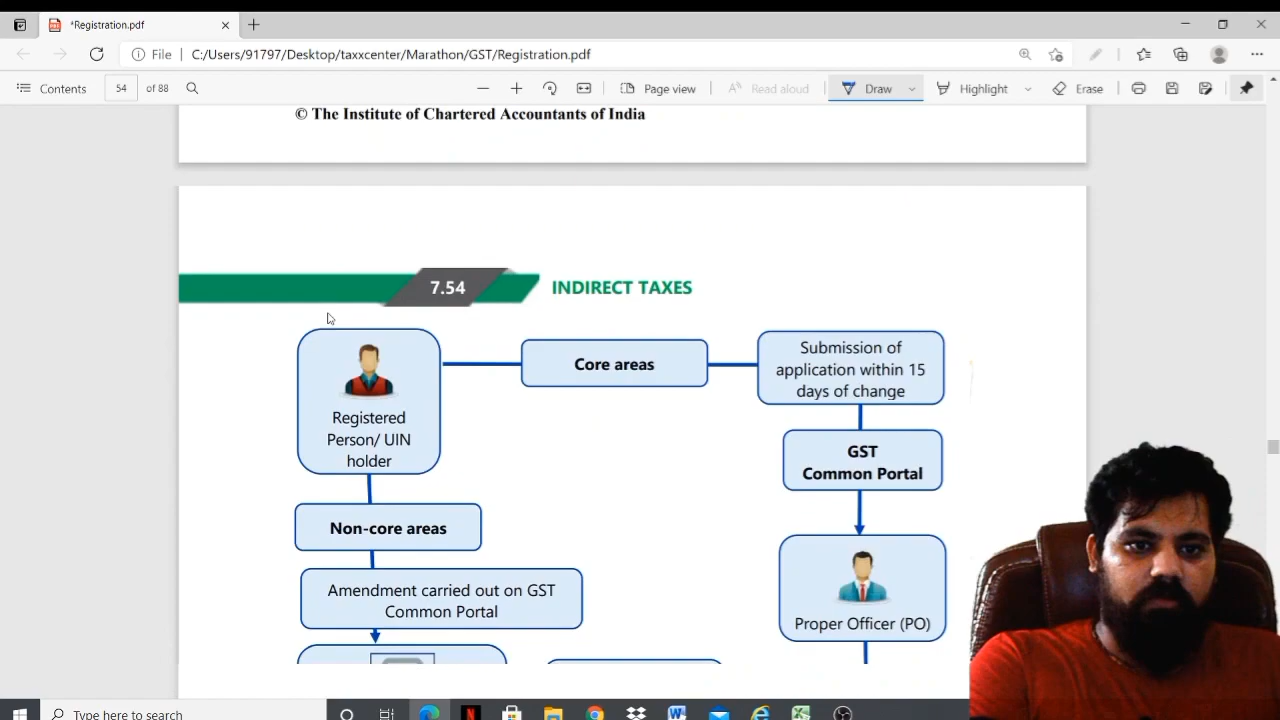 *Registration.pdf
File
C:/Users/91797/Desktop/taxxcenter/Marathon/GST/Registration.pdf
Contents
54
of 88
Page view
Read aloud
Draw
Highlight
Erase
© The Institute of Chartered Accountants of India
7.54
INDIRECT TAXES
Registered
Person/ UIN
holder
Core areas
Submission of
application within 15
days of change
GST
Common Portal
Non-core areas
Amendment carried out on GST
Common Portal
Proper Officer (PO)
Type here to search